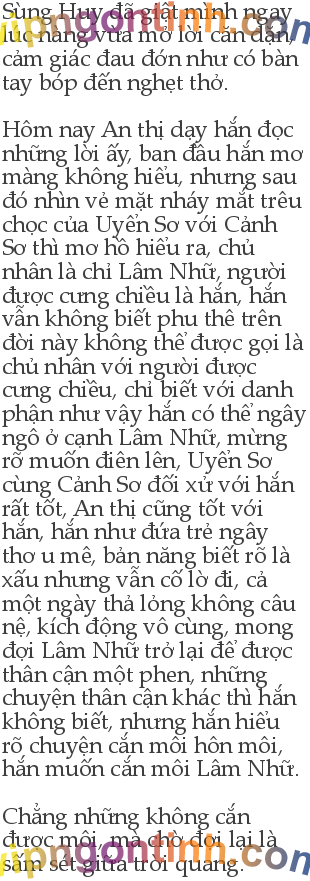 Sùng Huy đã giật mình ngay
lúc nàng vừa mở lời căn dặn,
cảm giác đau đớn như có bàn
tay bóp đến nghẹt thở.
Hôm nay An thị dạy hắn đọc
những lời ấy, ban đầu hắn mơ
màng không hiểu, nhưng sau
đó nhìn vẻ mặt nháy mắt trêu
chọc của Uyển Sơ với Cảnh
Sơ thì mơ hồ hiểu ra, chủ
nhân là chỉ Lâm Nhữ, người
được cưng chiều là hắn, hắn
vẫn không biết phu thê trên
đời này không thể được gọi là
chủ nhân với người được
cưng chiều, chỉ biết với danh
phận như vậy hắn có thể ngây
ngô ở cạnh Lâm Nhữ, mừng
rỡ muốn điên lên, Uyển Sơ
cùng Cảnh Sơ đối xử với hắn
rất tốt, An thị cũng tốt với
hắn, hắn như đứa trẻ ngây
thơ u mê, bản năng biết rõ là
xấu nhưng vẫn cố lờ đi, cả
một ngày thả lỏng không câu
nệ, kích động vô cùng, mong
đợi Lâm Nhữ trở lại để được
thân cận một phen, những
chuyện thân cận khác thì hắn
không biết, nhưng hắn hiểu
rõ chuyện cắn môi hôn môi,
hắn muốn cắn môi Lâm Nhữ.
Chẳng những không cắn
được môi, mà chờ đợi lại là
sấm sét giữa trời quang.
vipngontinh.com
vipngontinh.com